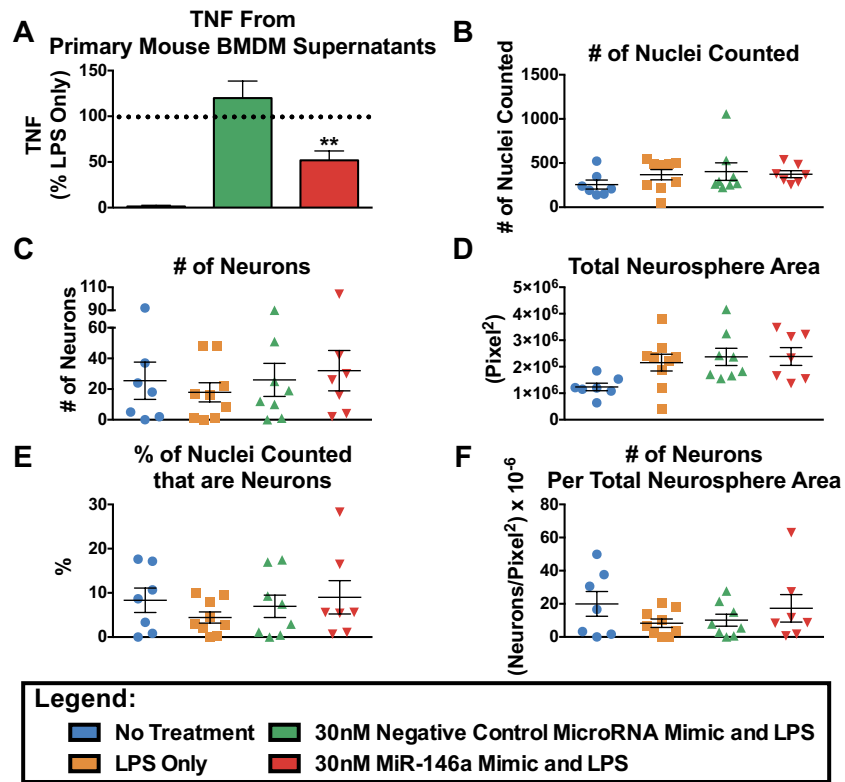 A
TNF From
Primary Mouse BMDM Supernatants
TNF
(% LPS Only)
150
100
50
0
**
B
# of Nuclei Counted
# of Nuclei Counted
1500
1000
500
0
C
# of Neurons
# of Neurons
110
90
60
40
20
0
D
Total Neurosphere Area
(Pixel²)
5×10⁶
4×10⁶
3×10⁶
2×10⁶
1×10⁶
0
E
% of Nuclei Counted
that are Neurons
%
30
20
10
0
F
# of Neurons
Per Total Neurosphere Area
(Neurons/Pixel²) x 10⁻⁶
80
60
40
20
0
Legend:
No Treatment
30nM Negative Control MicroRNA Mimic and LPS
LPS Only
30nM MiR-146a Mimic and LPS